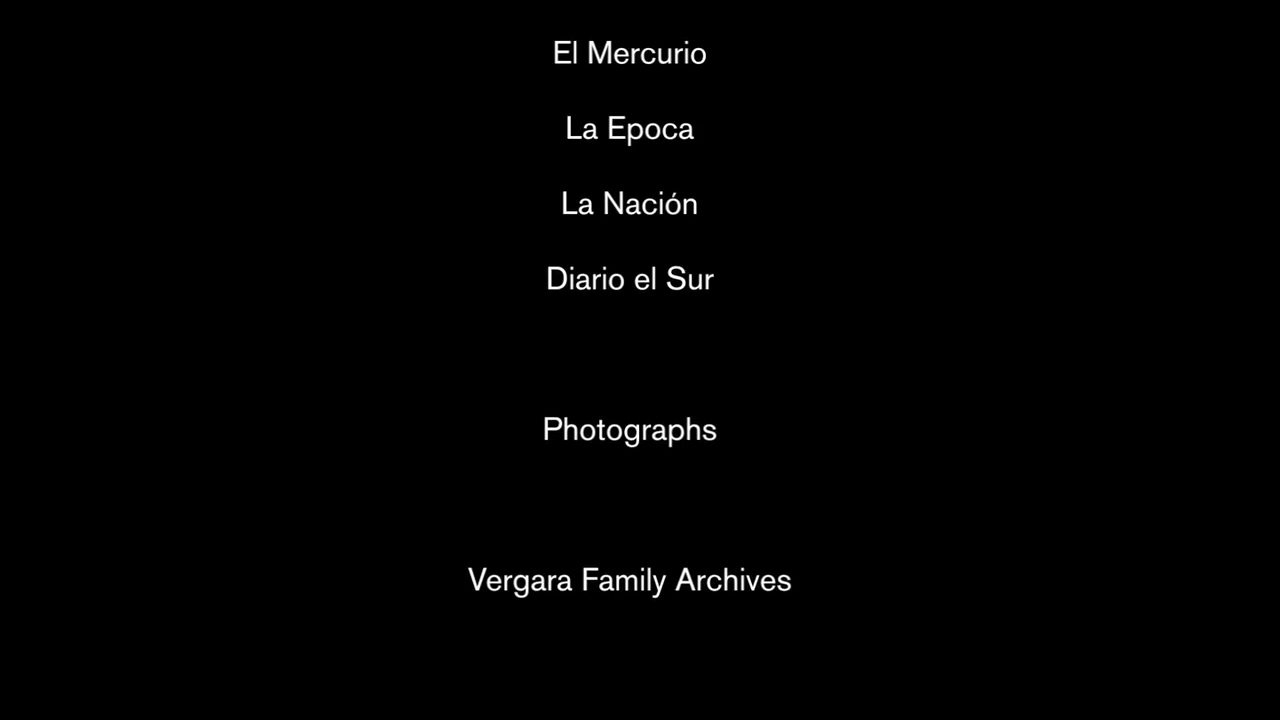 El Mercurio
La Epoca
La Nación
Diario el Sur
Photographs
Vergara Family Archives